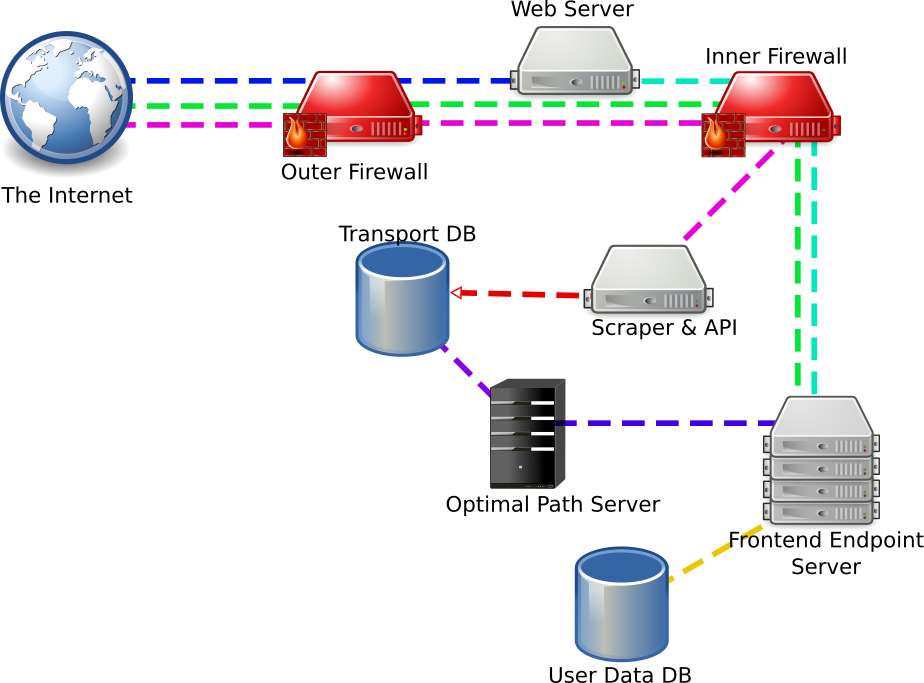 Web Server
Inner Firewall
Outer Firewall
The Internet
Transport DB
Scraper & API
Optimal Path Server
Frontend Endpoint
Server
User Data DB